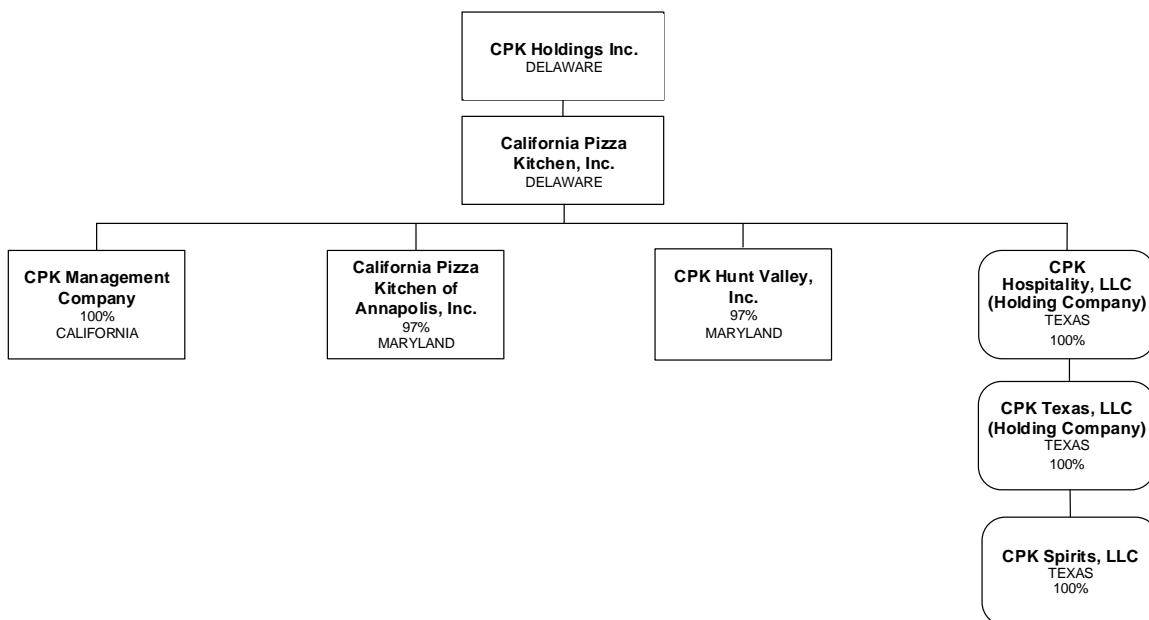 CPK Holdings Inc.
DELAWARE
California Pizza
Kitchen, Inc.
DELAWARE
CPK Management
Company
100%
CALIFORNIA
California Pizza
Kitchen of
Annapolis, Inc.
97%
MARYLAND
CPK Hunt Valley,
Inc.
97%
MARYLAND
CPK
Hospitality, LLC
(Holding Company)
TEXAS
100%
CPK Texas, LLC
(Holding Company)
TEXAS
100%
CPK Spirits, LLC
TEXAS
100%